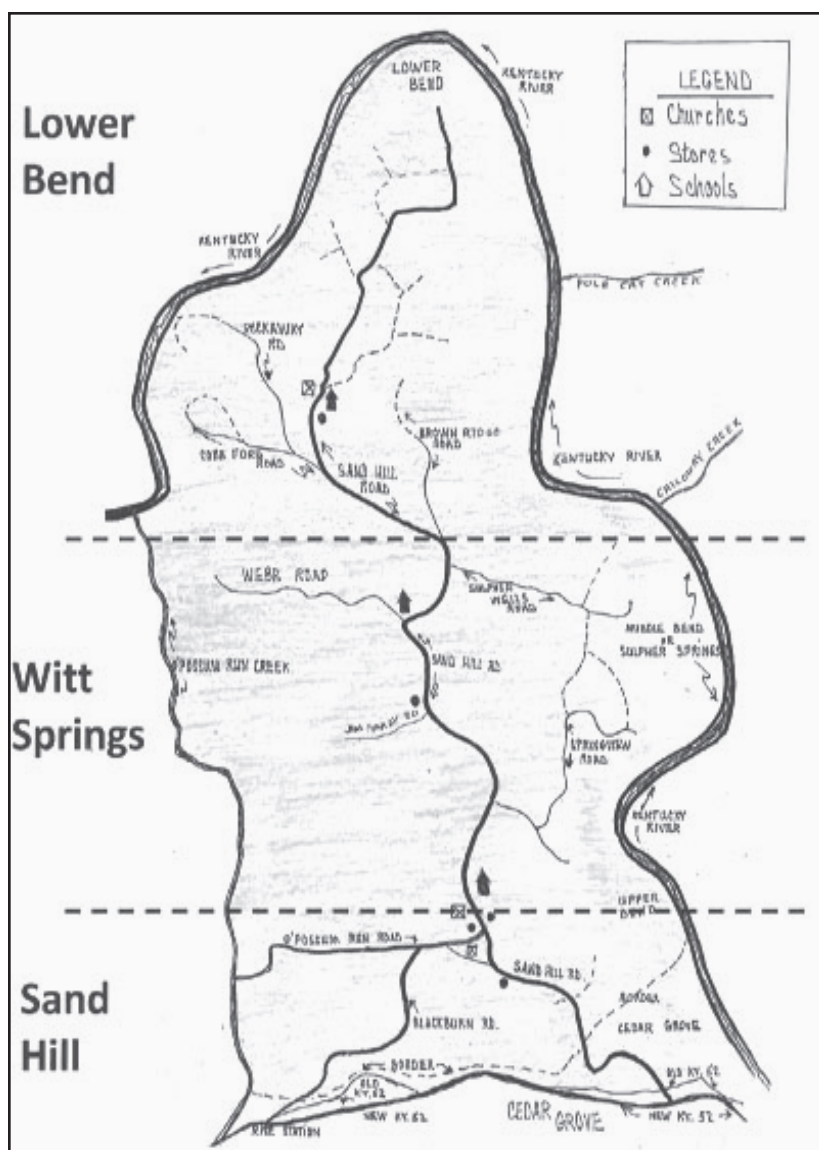 Lower
Bend
Witt
Springs
Sand
Hill
LEGEND
Churches
Stores
Schools
LOWER
BEND
KENTUCKY
RIVER
KENTUCKY
RIVER
POLE CAT CREEK
RD
ROAD
SAND HILL
ROAD
BROWN RIDGE
ROAD
KENTUCKY RIVER
CALLOWAY CREEK
WEBB ROAD
SULPHER
WELLS
ROAD
MIDDLE BEND
OR
SULPHER SPRINGS
POSSUM RUN CREEK
SAND HILL RD.
RD
ROAD
KENTUCKY
RIVER
UPPER
BEND
O'POSSUM RUN ROAD
SAND HILL RD.
BLACKBURN RD.
BORDER
CEDAR GROVE
BORDER
OLD
KY. 52
OLD KY. 52
NEW KY. 52
CEDAR
GROVE
NEW KY. 52
STATION